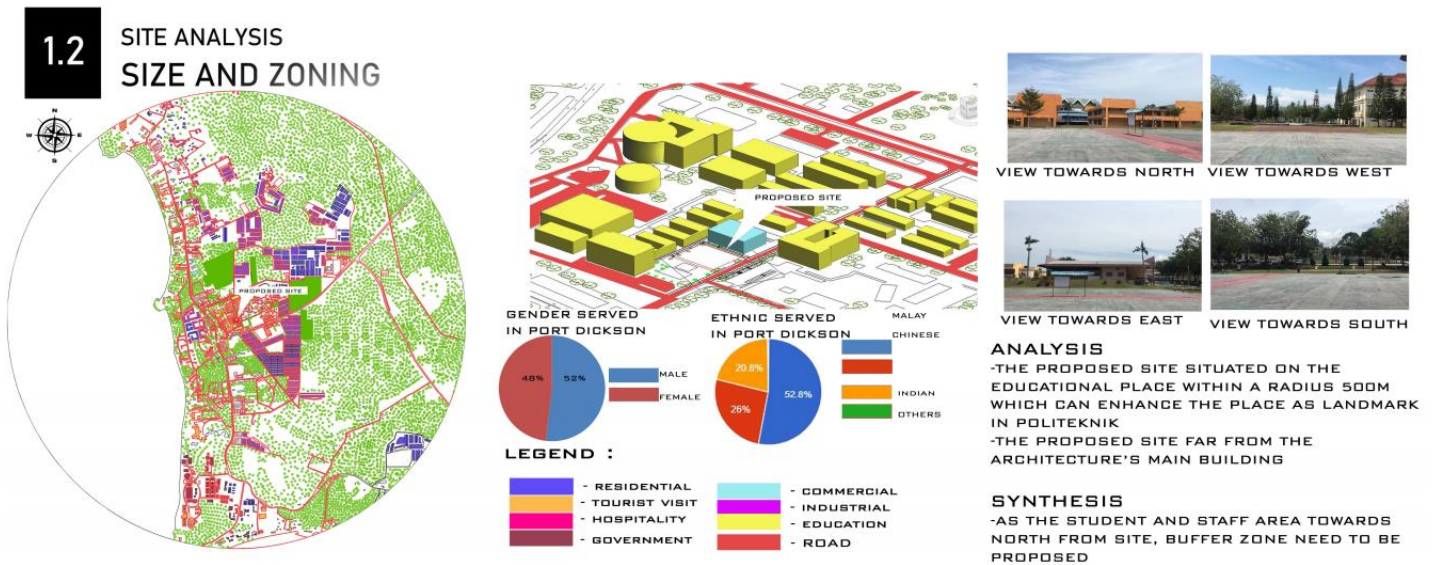 1.2
SITE ANALYSIS
SIZE AND ZONING
N
W E
S
PROPOSED SITE
PROPOSED SITE
GENDER SERVED
IN PORT DICKSON
48%
52%
MALE
FEMALE
ETHNIC SERVED
IN PORT DICKSON
20.8%
26%
52.8%
MALAY
CHINESE
INDIAN
OTHERS
LEGEND :
- RESIDENTIAL
- TOURIST VISIT
- HOSPITALITY
- GOVERNMENT
- COMMERCIAL
- INDUSTRIAL
- EDUCATION
- ROAD
VIEW TOWARDS NORTH
VIEW TOWARDS WEST
VIEW TOWARDS EAST
VIEW TOWARDS SOUTH
ANALYSIS
-THE PROPOSED SITE SITUATED ON THE
EDUCATIONAL PLACE WITHIN A RADIUS 500M
WHICH CAN ENHANCE THE PLACE AS LANDMARK
IN POLITEKNIK
-THE PROPOSED SITE FAR FROM THE
ARCHITECTURE'S MAIN BUILDING
SYNTHESIS
-AS THE STUDENT AND STAFF AREA TOWARDS
NORTH FROM SITE, BUFFER ZONE NEED TO BE
PROPOSED